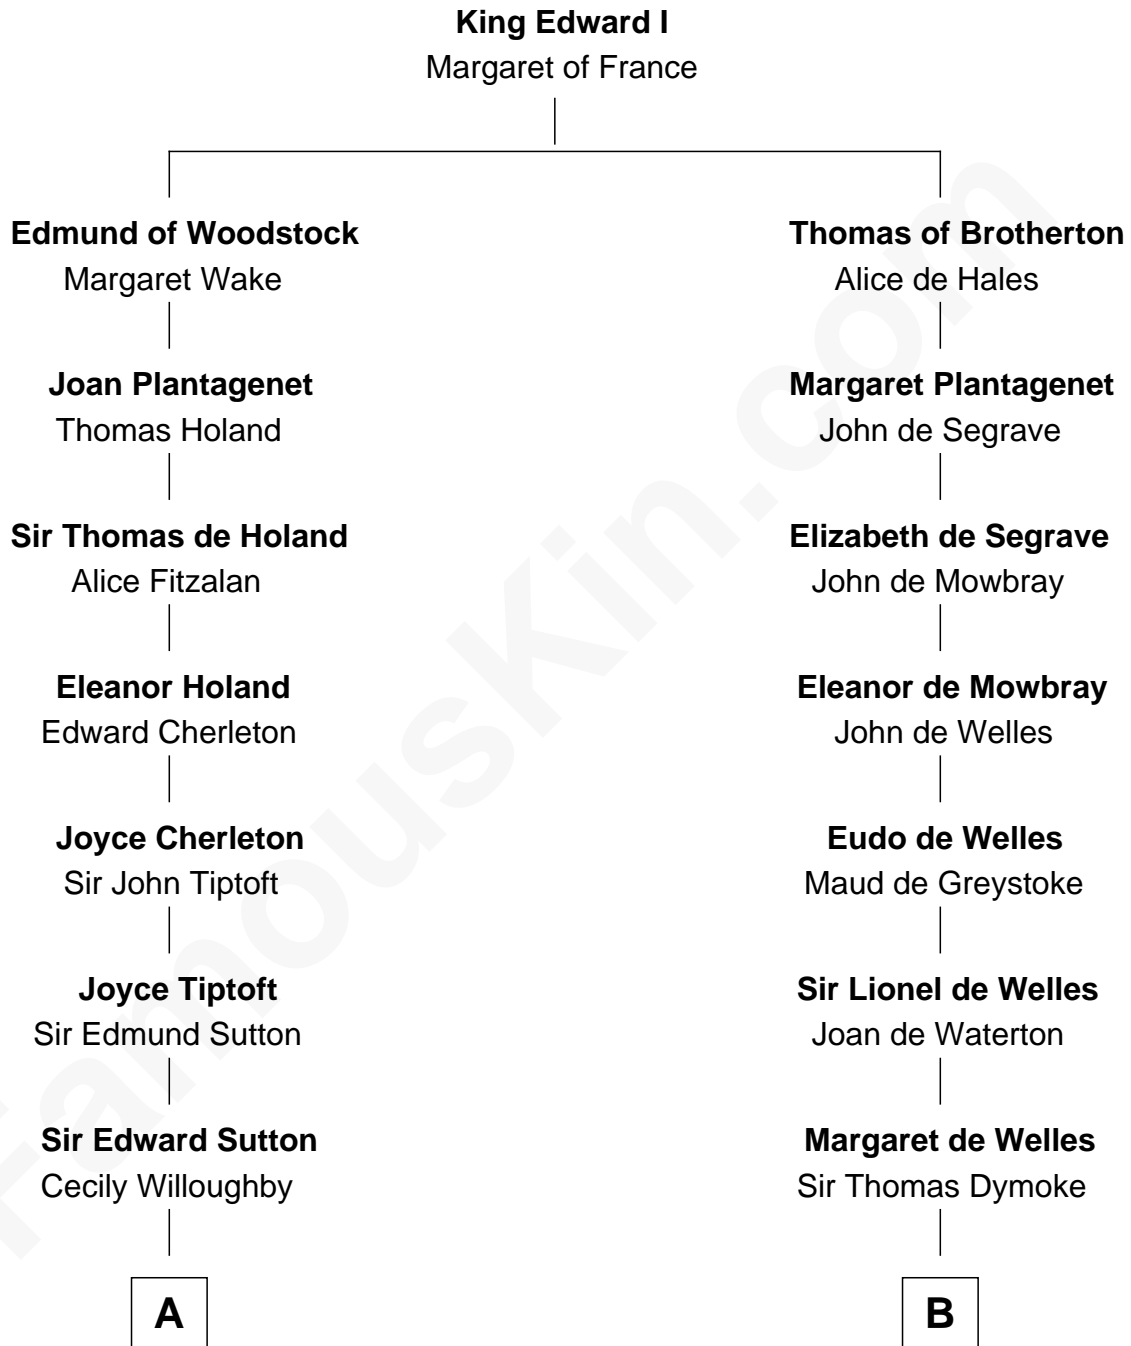 King Edward I
Margaret of France
Edmund of Woodstock
Margaret Wake
Thomas of Brotherton
Alice de Hales
Joan Plantagenet
Thomas Holand
Margaret Plantagenet
John de Segrave
Sir Thomas de Holand
Alice Fitzalan
Elizabeth de Segrave
John de Mowbray
Eleanor Holand
Edward Cherleton
Eleanor de Mowbray
John de Welles
Joyce Cherleton
Sir John Tiptoft
Eudo de Welles
Maud de Greystoke
Joyce Tiptoft
Sir Edmund Sutton
Sir Lionel de Welles
Joan de Waterton
Sir Edward Sutton
Cecily Willoughby
Margaret de Welles
Sir Thomas Dymoke
A
B
FamousKin.com